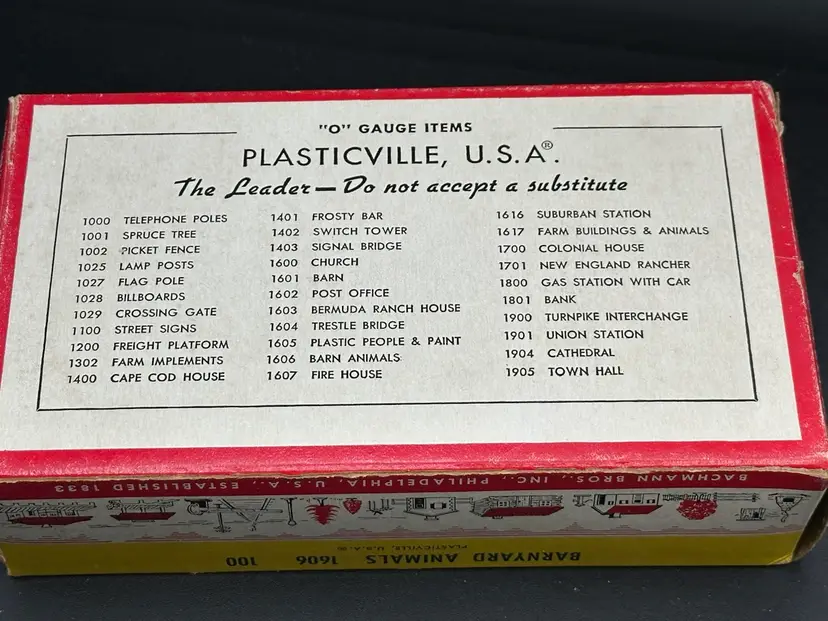 "O" GAUGE ITEMS
PLASTICVILLE, U.S.A®.
The Leader — Do not accept a substitute
1000 TELEPHONE POLES
1001 SPRUCE TREE
1002 PICKET FENCE
1025 LAMP POSTS
1027 FLAG POLE
1028 BILLBOARDS
1029 CROSSING GATE
1100 STREET SIGNS
1200 FREIGHT PLATFORM
1302 FARM IMPLEMENTS
1400 CAPE COD HOUSE
1401 FROSTY BAR
1402 SWITCH TOWER
1403 SIGNAL BRIDGE
1600 CHURCH
1601 BARN
1602 POST OFFICE
1603 BERMUDA RANCH HOUSE
1604 TRESTLE BRIDGE
1605 PLASTIC PEOPLE & PAINT
1606 BARN ANIMALS
1607 FIRE HOUSE
1616 SUBURBAN STATION
1617 FARM BUILDINGS & ANIMALS
1700 COLONIAL HOUSE
1701 NEW ENGLAND RANCHER
1800 GAS STATION WITH CAR
1801 BANK
1900 TURNPIKE INTERCHANGE
1901 UNION STATION
1904 CATHEDRAL
1905 TOWN HALL
BACHMANN BROS., INC., PHILADELPHIA, U.S.A., ESTABLISHED 1833
PLASTICVILLE, U.S.A.®
BARNYARD ANIMALS 1606 100